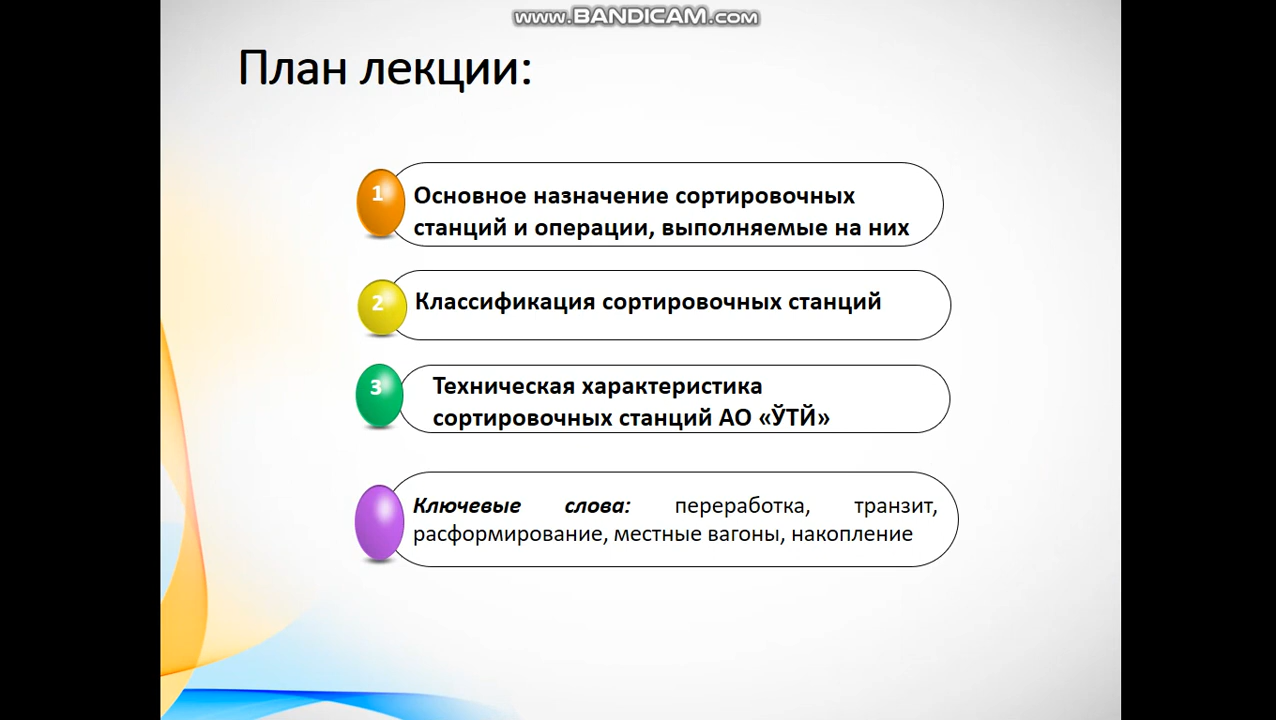 www.BANDICAM.com
План лекции:
1
Основное назначение сортировочных
станций и операции, выполняемые на них
2
Классификация сортировочных станций
3
Техническая характеристика
сортировочных станций АО «ЎТЙ»
Ключевые слова: переработка, транзит,
расформирование, местные вагоны, накопление